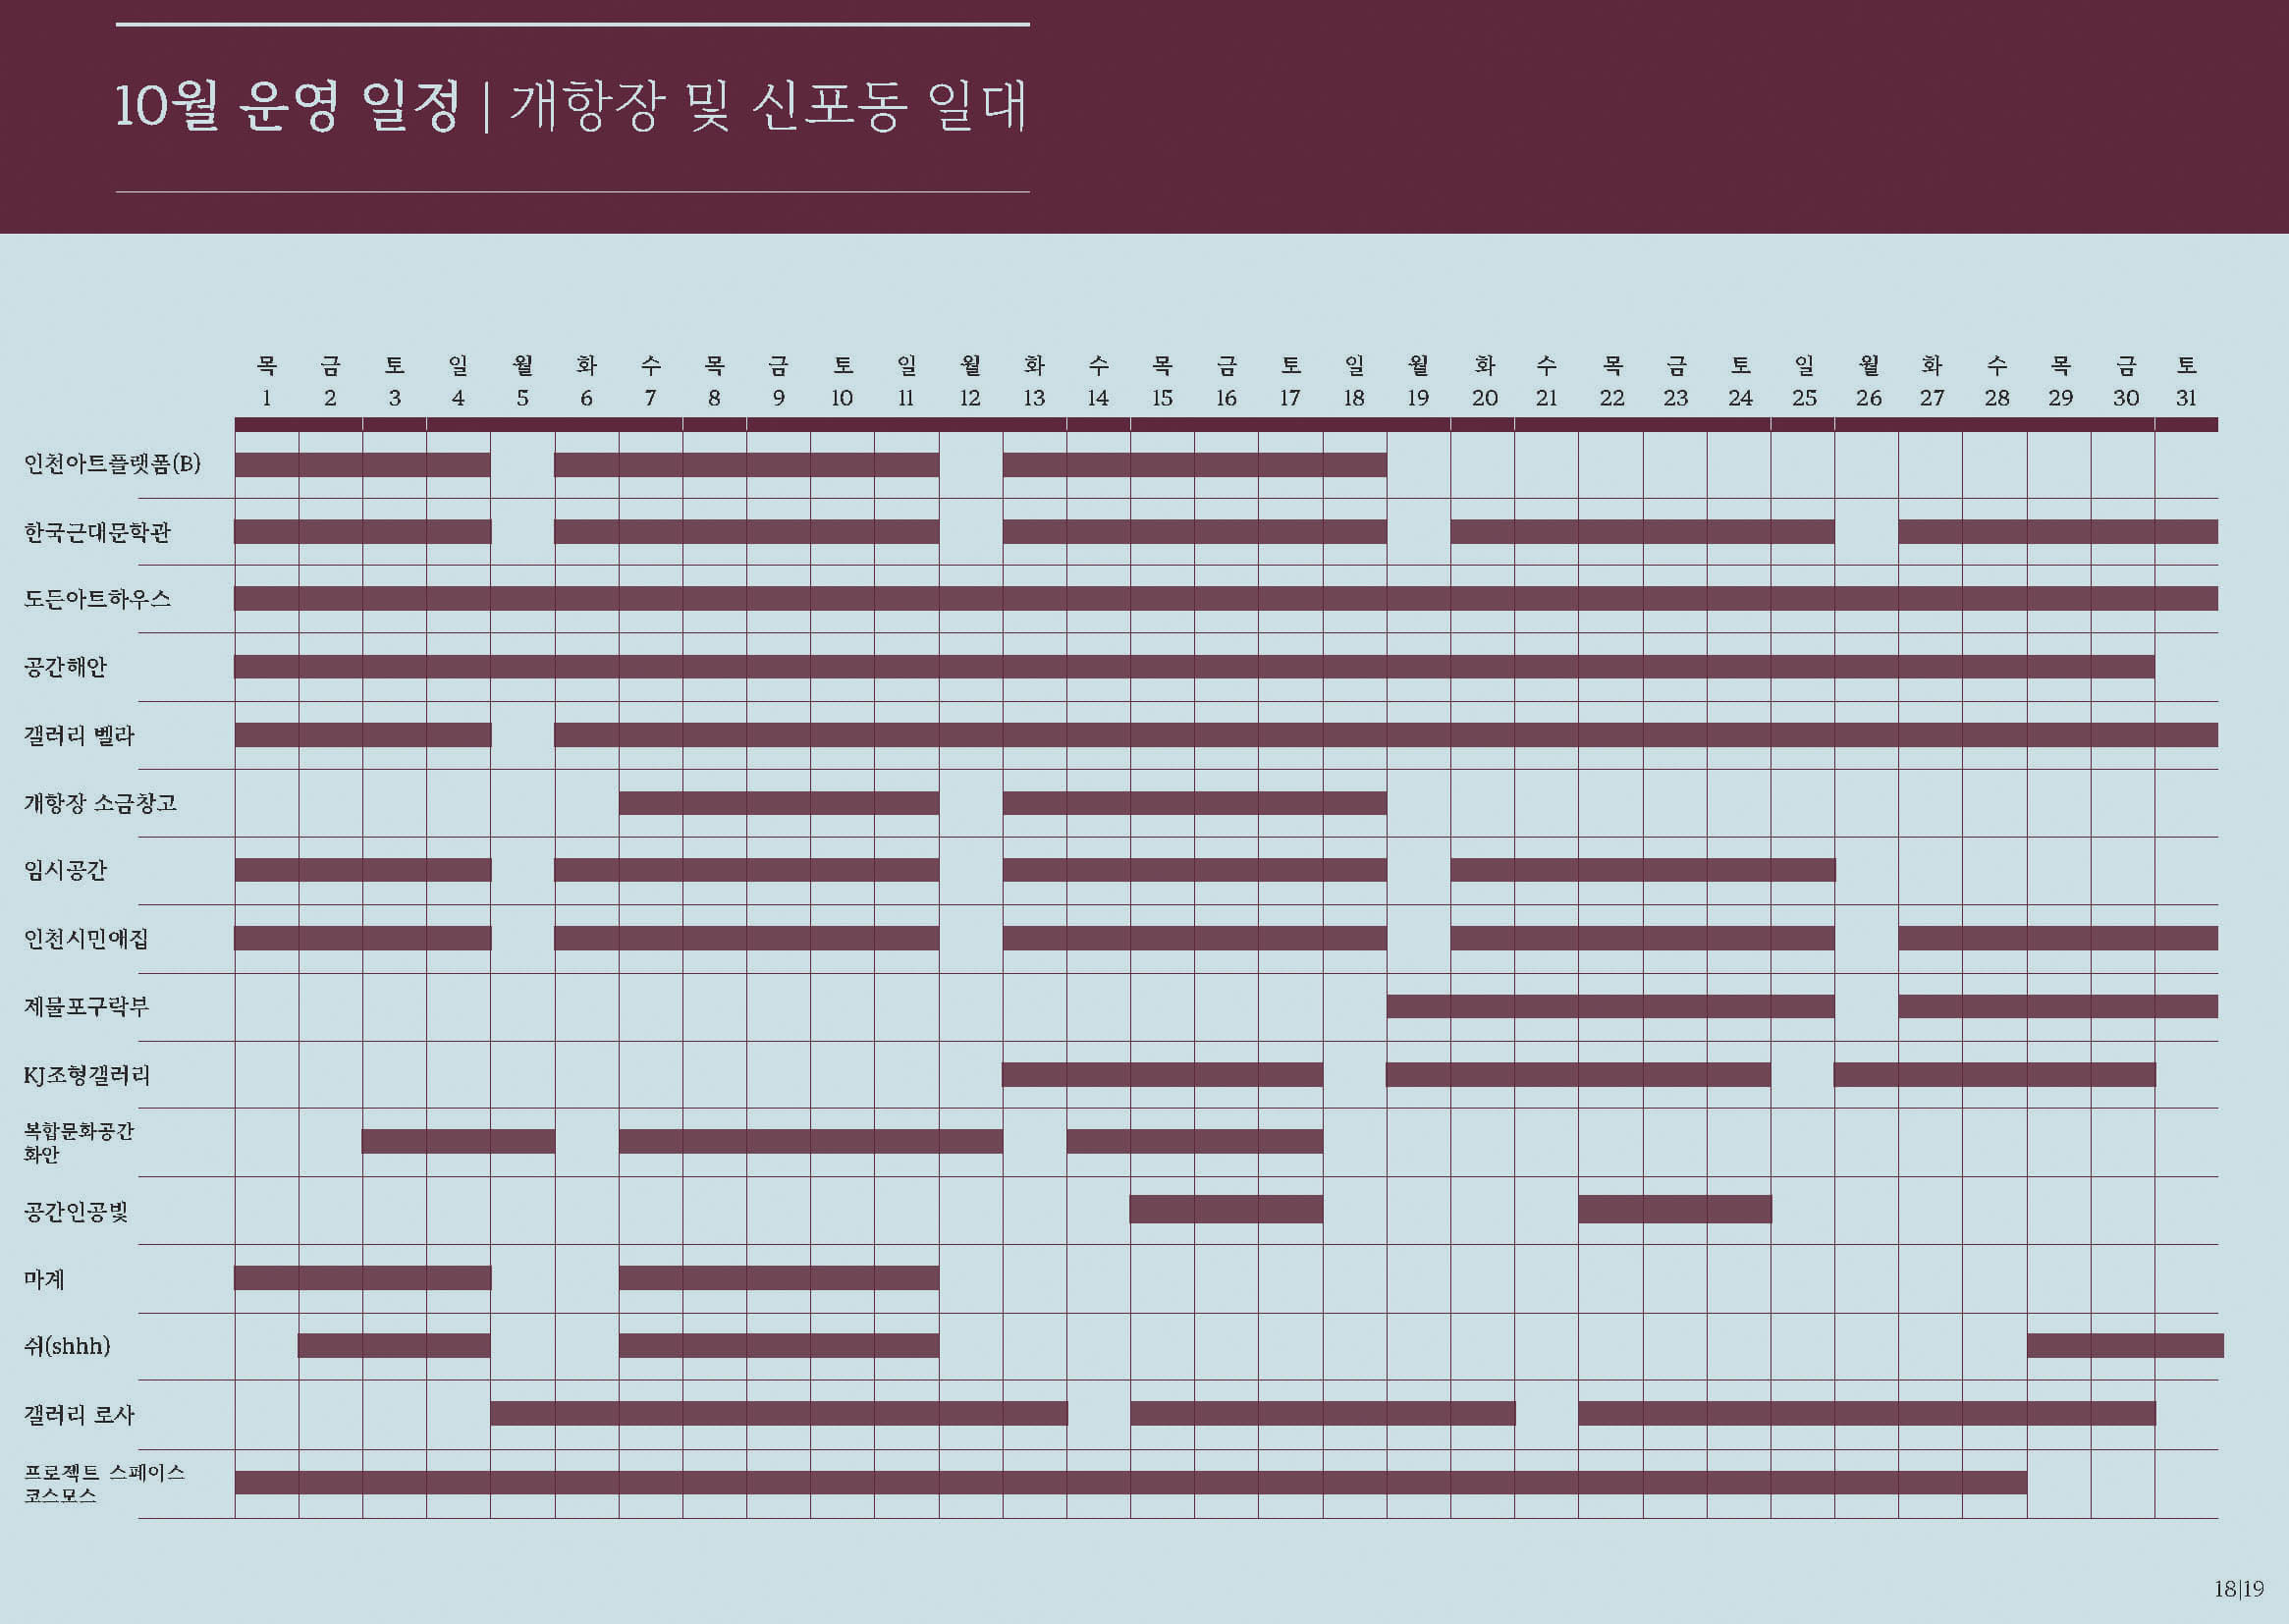 10월 운영 일정 | 개항장 및 신포동 일대
목 금 토 일 월 화 수 목 금 토 일 월 화 수 목 금 토 일 월 화 수 목 금 토 일 월 화 수 목 금 토
1 2 3 4 5 6 7 8 9 10 11 12 13 14 15 16 17 18 19 20 21 22 23 24 25 26 27 28 29 30 31
인천아트플랫폼(B)
한국근대문학관
도든아트하우스
공간해안
갤러리 벨라
개항장 소금창고
임시공간
인천시민애집
제물포구락부
KJ조형갤러리
복합문화공간
화안
공간인공빛
마계
쉬(shhh)
갤러리 로사
프로젝트 스페이스
코스모스
18|19